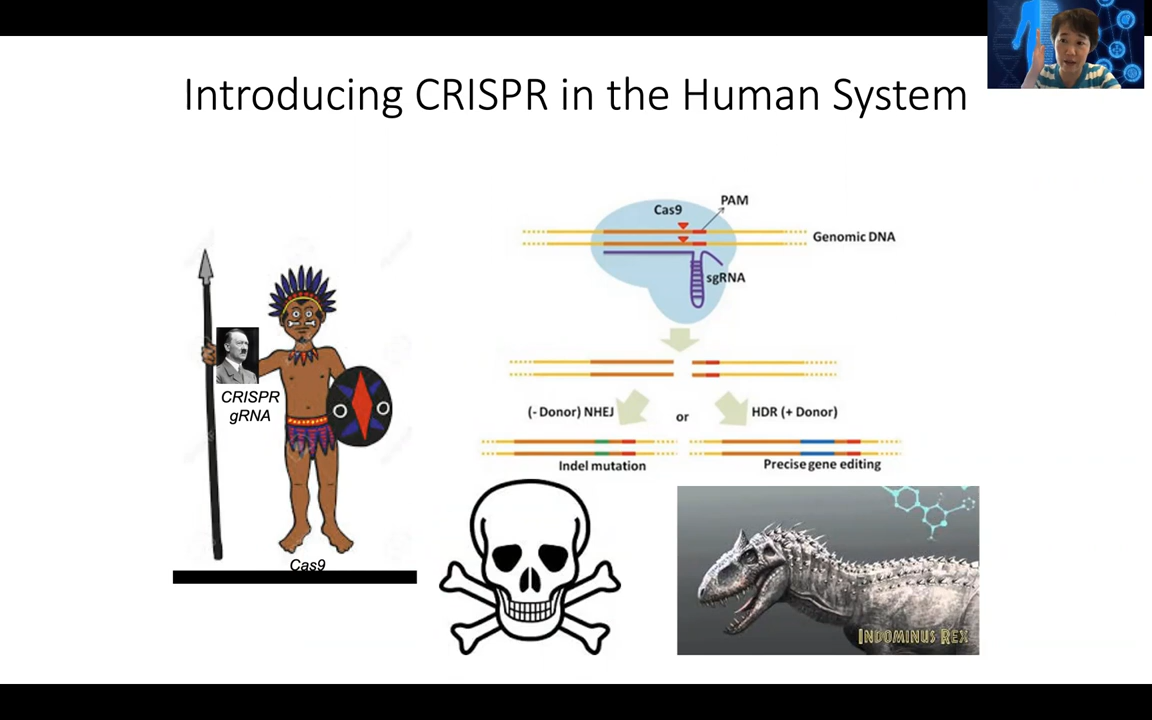 Introducing CRISPR in the Human System
CRISPR
gRNA
Cas9
Cas9
PAM
Genomic DNA
sgRNA
(- Donor) NHEJ
or
HDR (+ Donor)
Indel mutation
Precise gene editing
INDOMINUS REX